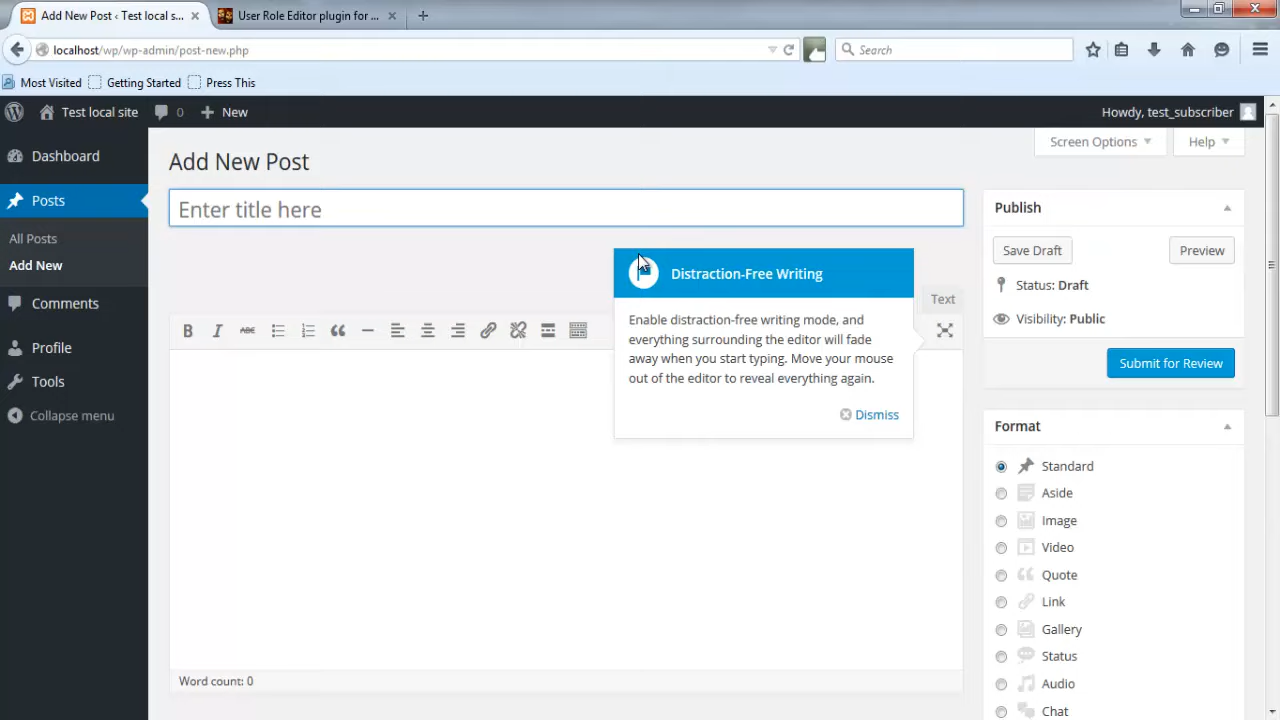 Add New Post ‹ Test local s...
User Role Editor plugin for ...
localhost/wp/wp-admin/post-new.php
Search
Most Visited
Getting Started
Press This
Test local site
0
New
Howdy, test_subscriber
Dashboard
Posts
All Posts
Add New
Comments
Profile
Tools
Collapse menu
Screen Options
Help
Add New Post
Enter title here
Distraction-Free Writing
Enable distraction-free writing mode, and
everything surrounding the editor will fade
away when you start typing. Move your mouse
out of the editor to reveal everything again.
Dismiss
Text
B I ABC
Word count: 0
Publish
Save Draft
Preview
Status: Draft
Visibility: Public
Submit for Review
Format
Standard
Aside
Image
Video
Quote
Link
Gallery
Status
Audio
Chat